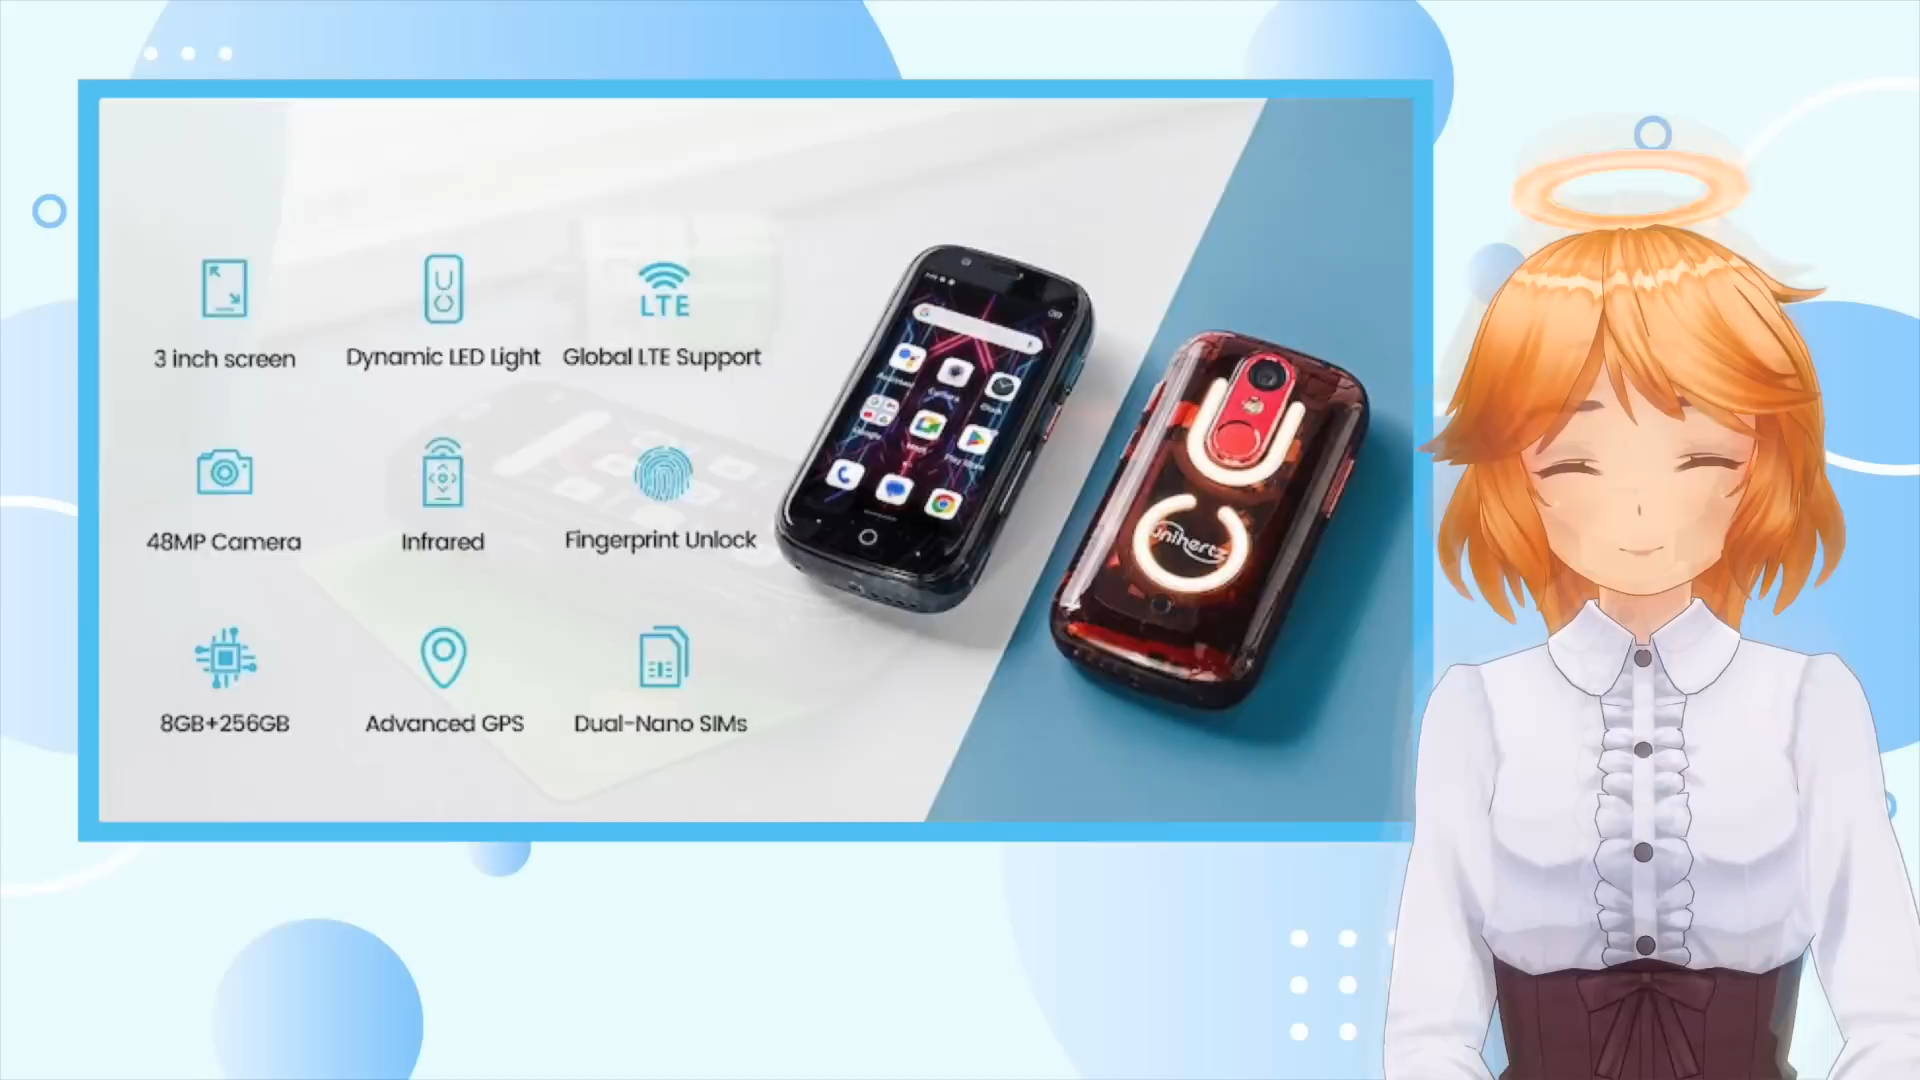 LTE
3 inch screen
Dynamic LED Light
Global LTE Support
48MP Camera
Infrared
Fingerprint Unlock
8GB+256GB
Advanced GPS
Dual-Nano SIMs
Unihertz